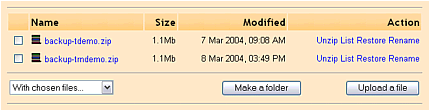 Name Size Modified Action
backup-tdemo.zip 1.1Mb 7 Mar 2004, 09:08 AM Unzip List Restore Rename
backup-tmdemo.zip 1.1Mb 8 Mar 2004, 03:49 PM Unzip List Restore Rename
With chosen files... Make a folder Upload a file